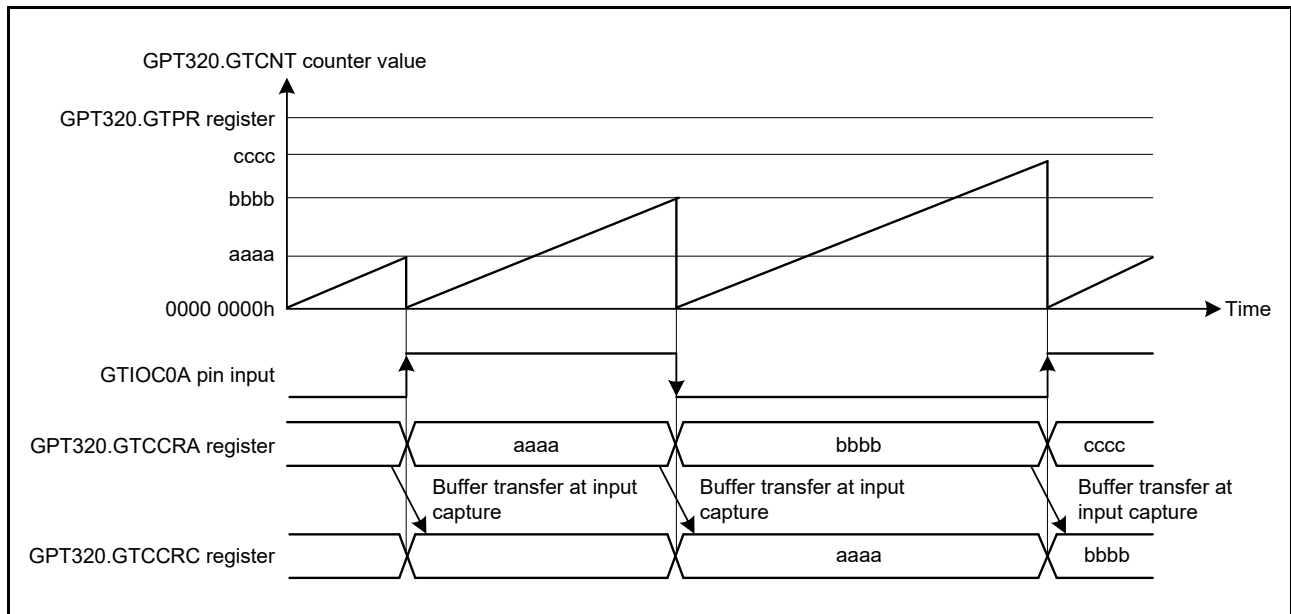 GPT320.GTCNT counter value
GPT320.GTPR register
cccc
bbbb
aaaa
0000 0000h
Time
GTIOC0A pin input
GPT320.GTCCRA register
aaaa
bbbb
cccc
Buffer transfer at input
capture
Buffer transfer at input
capture
Buffer transfer at
input capture
GPT320.GTCCRC register
aaaa
bbbb